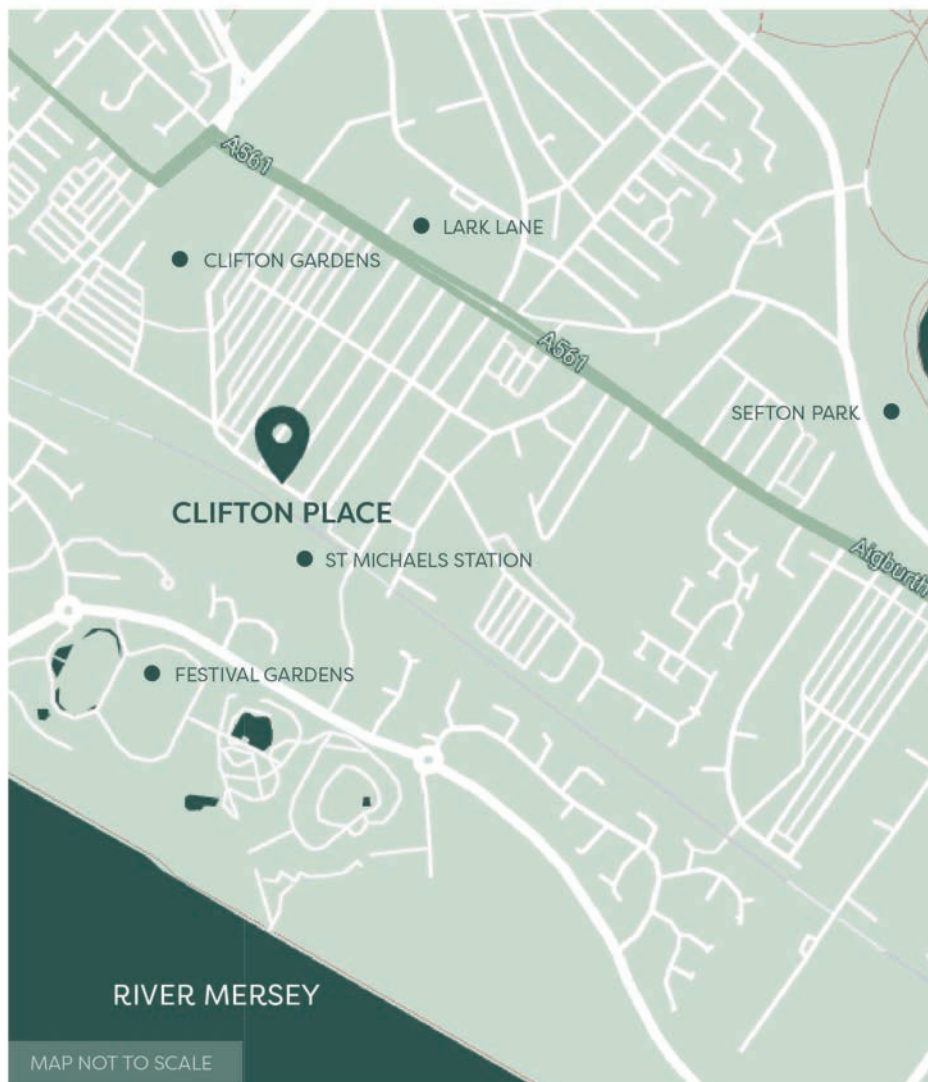 A561
LARK LANE
CLIFTON GARDENS
A561
SEFTON PARK
CLIFTON PLACE
Aigburth
ST MICHAELS STATION
FESTIVAL GARDENS
RIVER MERSEY
MAP NOT TO SCALE